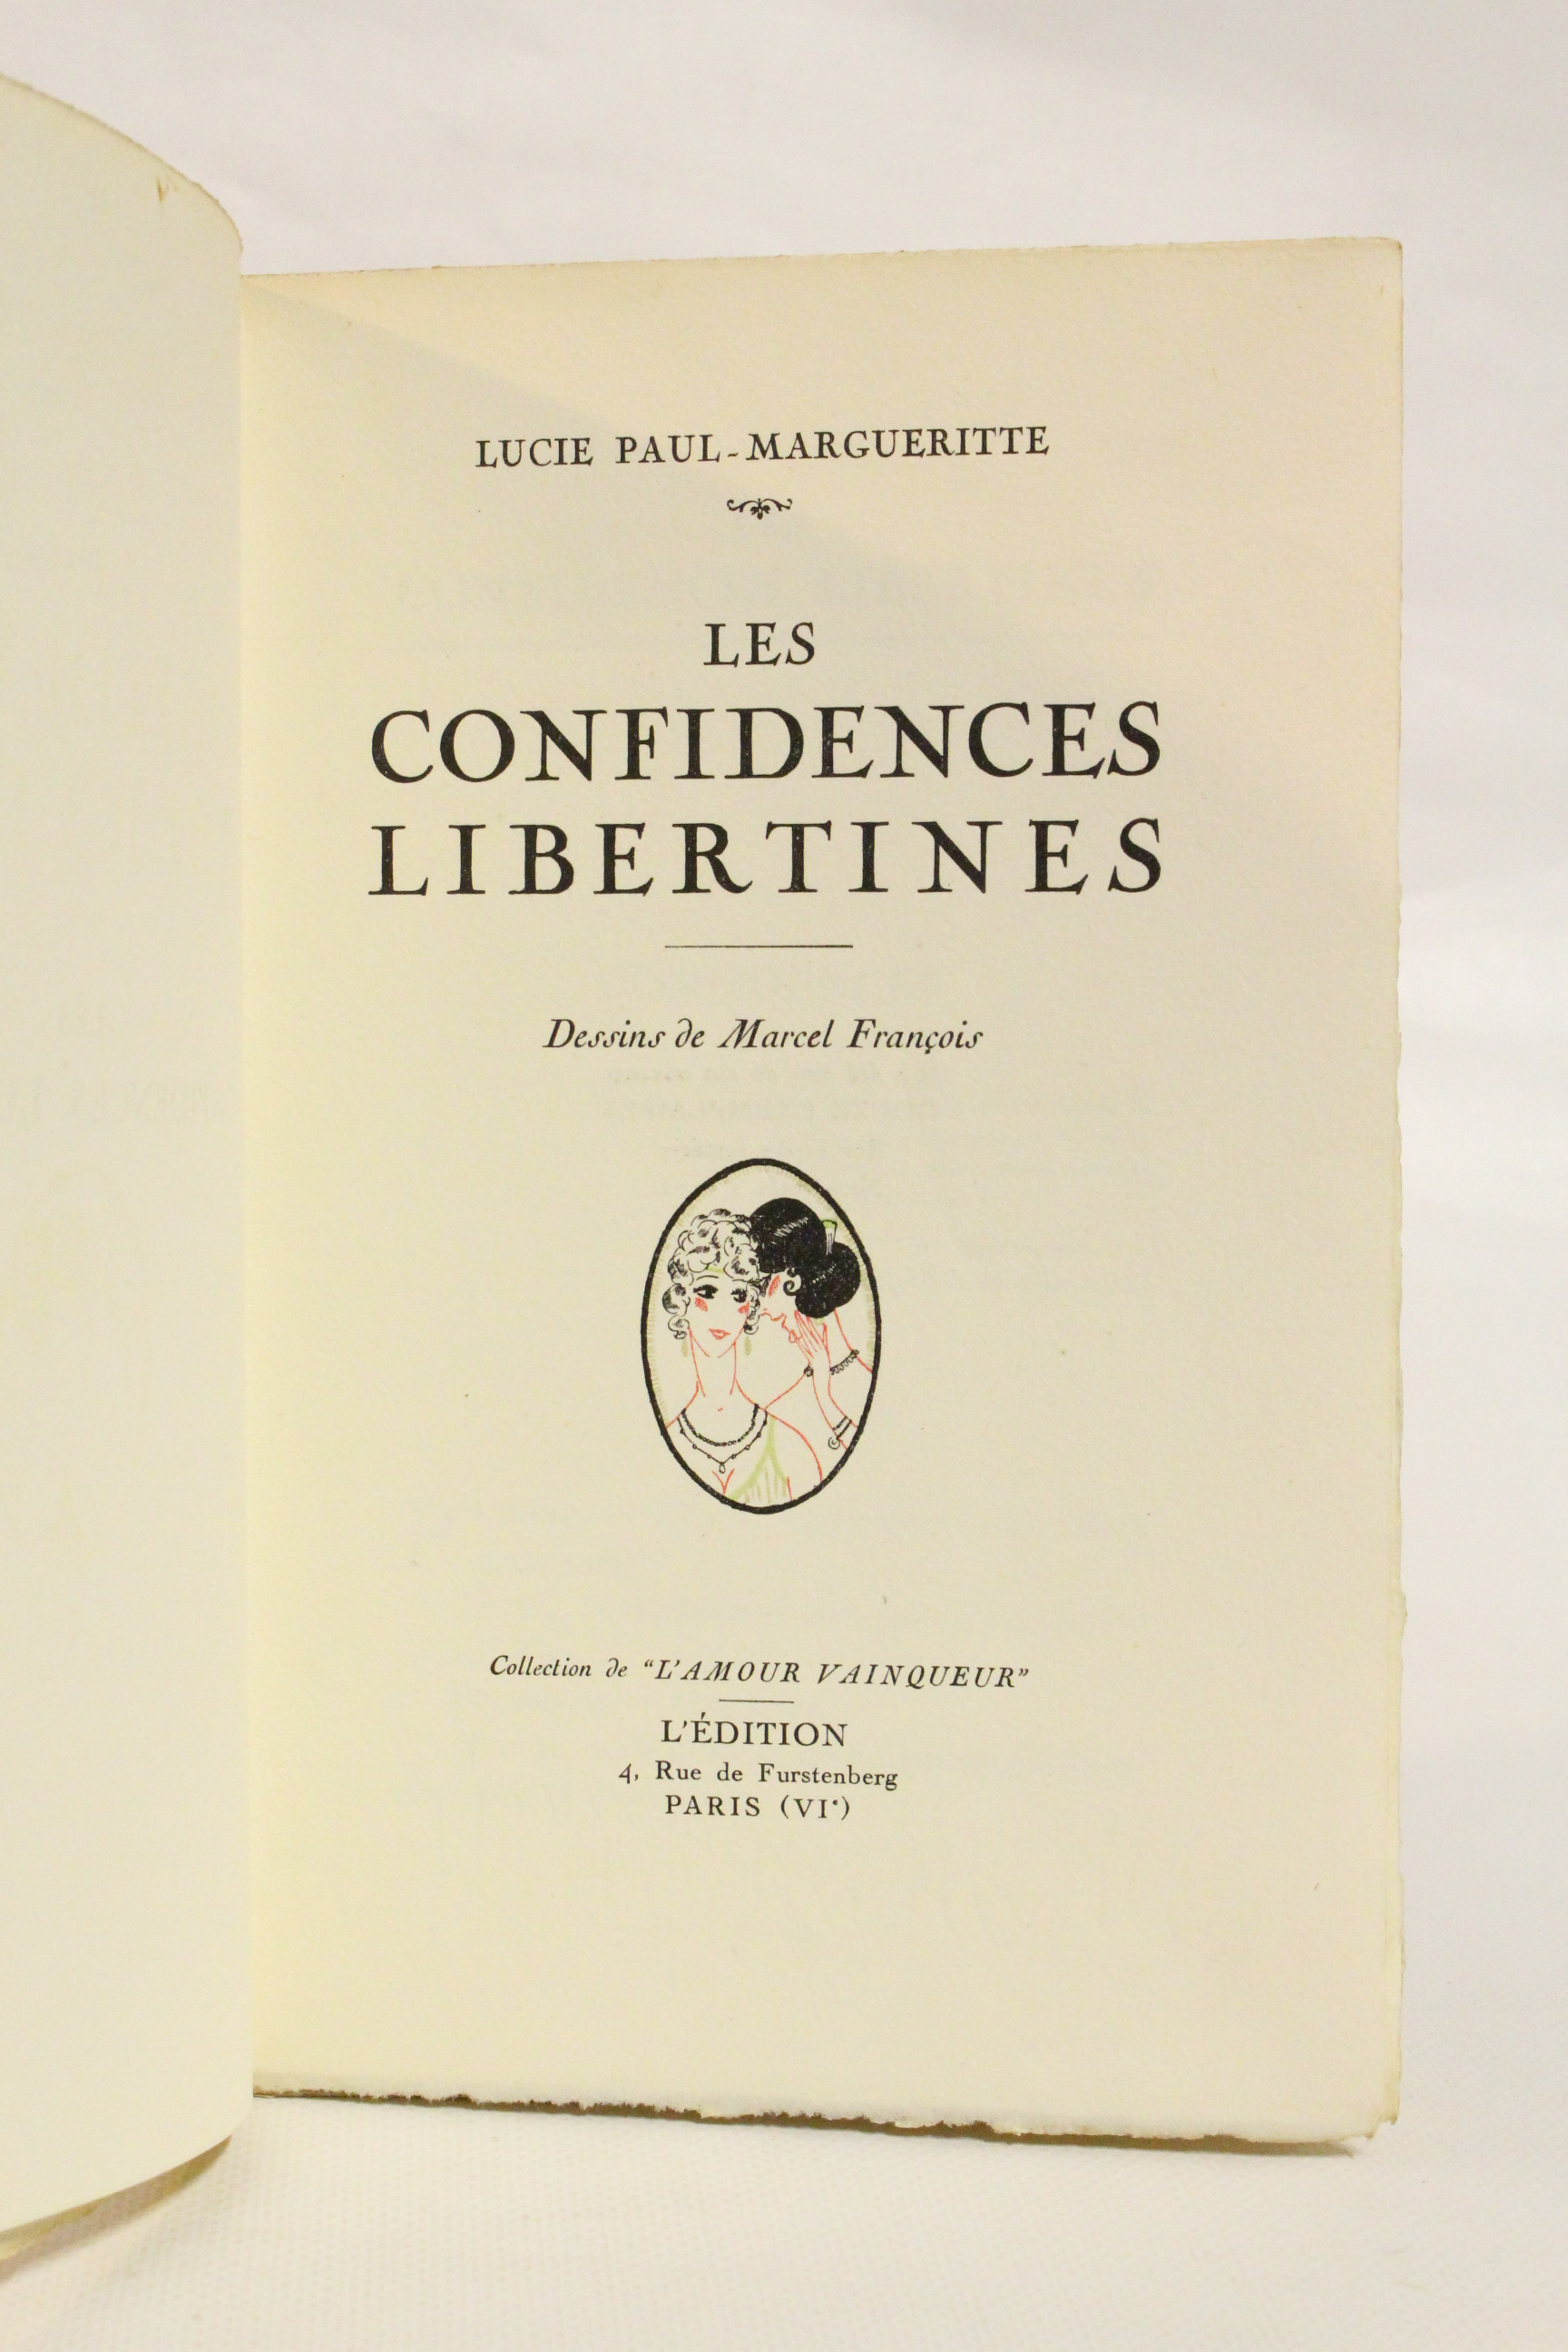 LUCIE PAUL-MARGUERITTE
LES
CONFIDENCES
LIBERTINES
Dessins de Marcel François
Collection de “L'AMOUR VAINQUEUR”
L'ÉDITION
4, Rue de Furstenberg
PARIS (VIᵉ)